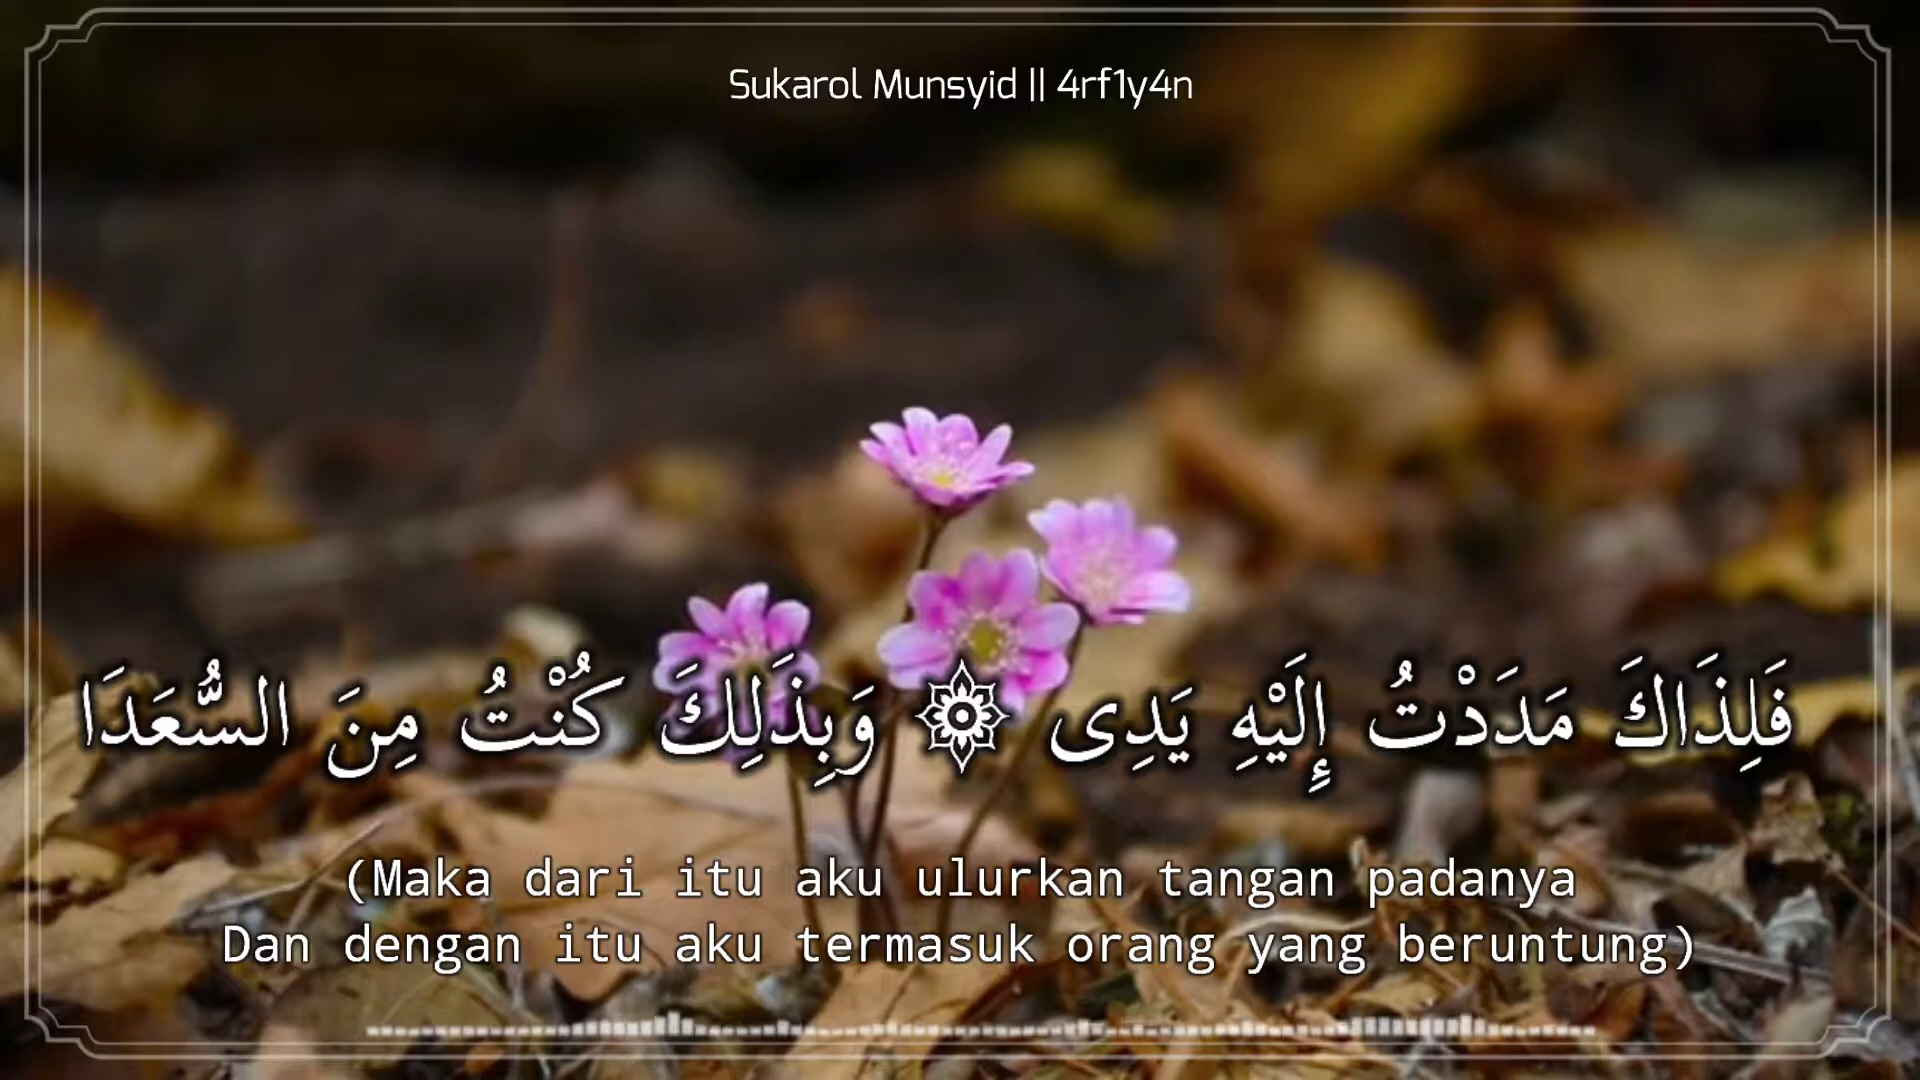 Sukarol Munsyid || 4rf1y4n
فَلِذَاكَ مَدَدْتُ إِلَيْهِ يَدِى ۞ وَبِذَلِكَ كُنْتُ مِنَ السُّعَدَا
(Maka dari itu aku ulurkan tangan padanya
Dan dengan itu aku termasuk orang yang beruntung)